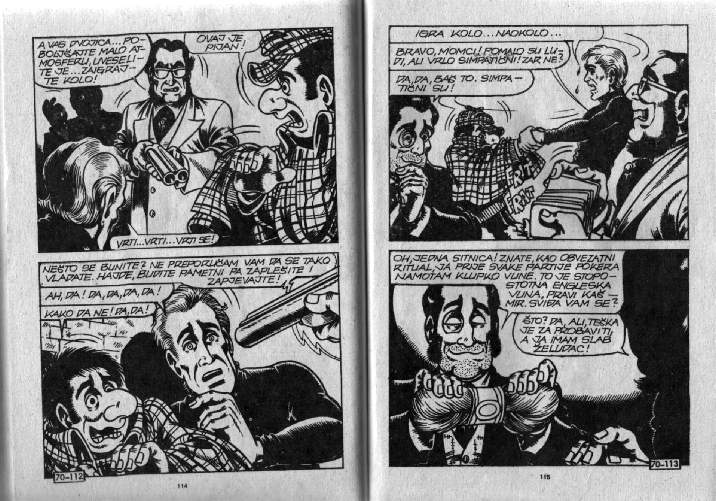 A VAS DVOJICA...PO-
BOLJŠAJTE MALO AT-
MOSFERU, UVESELI-
TE JE...ZAIGRAJ-
TE KOLO!
OVAJ JE
PIJAN!
VRTI...VRTI...VRTI SE!
NEŠTO SE BUNITE? NE PREPORUČAM VAM DA SE TAKO
VLADATE. HAJDE, BUDITE PAMETNI PA ZAPLEŠITE I
ZAPJEVAJTE!
AH, DA! DA, DA, DA, DA!
KAKO DA NE! DA, DA!
70-112
114
IGRA KOLO...NAOKOLO...
BRAVO, MOMCI! POMALO SU LU-
DI, ALI VRLO SIMPATIČNI! ZAR NE?
DA, DA, BAŠ TO. SIMPA-
TIČNI SU!
OH, JEDNA SITNICA! ZNATE, KAO OBVEZATNI
RITUAL, JA PRIJE SVAKE PARTIJE POKERA
NAMOTAM KLUPKO VUNE. TO JE STOPO-
STOTNA ENGLESKA
VUNA, PRAVI KAŠ-
MIR. SVIĐA VAM SE?
ŠTO? DA, ALI, TEŠKA
JE ZA PROBAVITI,
A JA IMAM SLAB
ŽELUDAC!
70-113
115